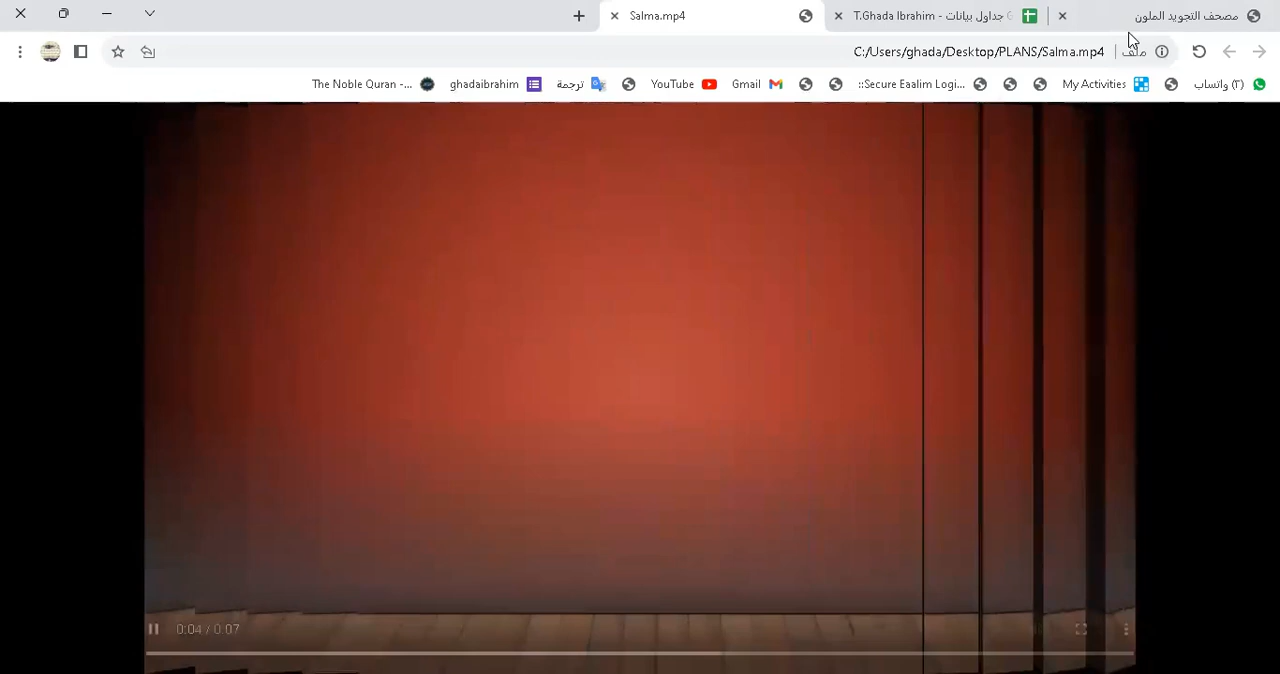 مصحف التجويد الملون
T.Ghada Ibrahim - جداول بيانات G
Salma.mp4
ملف
C:/Users/ghada/Desktop/PLANS/Salma.mp4
واتساب (٢)
My Activities
::Secure Eaalim Logi...
Gmail
YouTube
ترجمة
ghadaibrahim
The Noble Quran -...
0:04 / 0:07